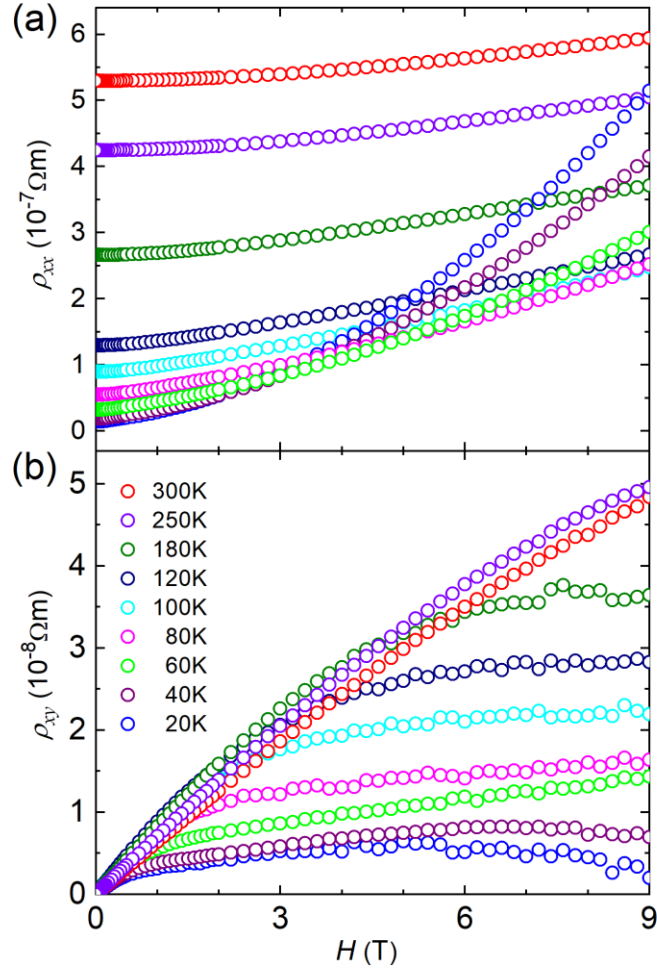 (a)
6
5
4
3
2
1
0
ρxx (10⁻⁷Ωm)
(b)
5
4
3
2
1
0
ρxy (10⁻⁸Ωm)
300K
250K
180K
120K
100K
80K
60K
40K
20K
0 3 6 9
H (T)